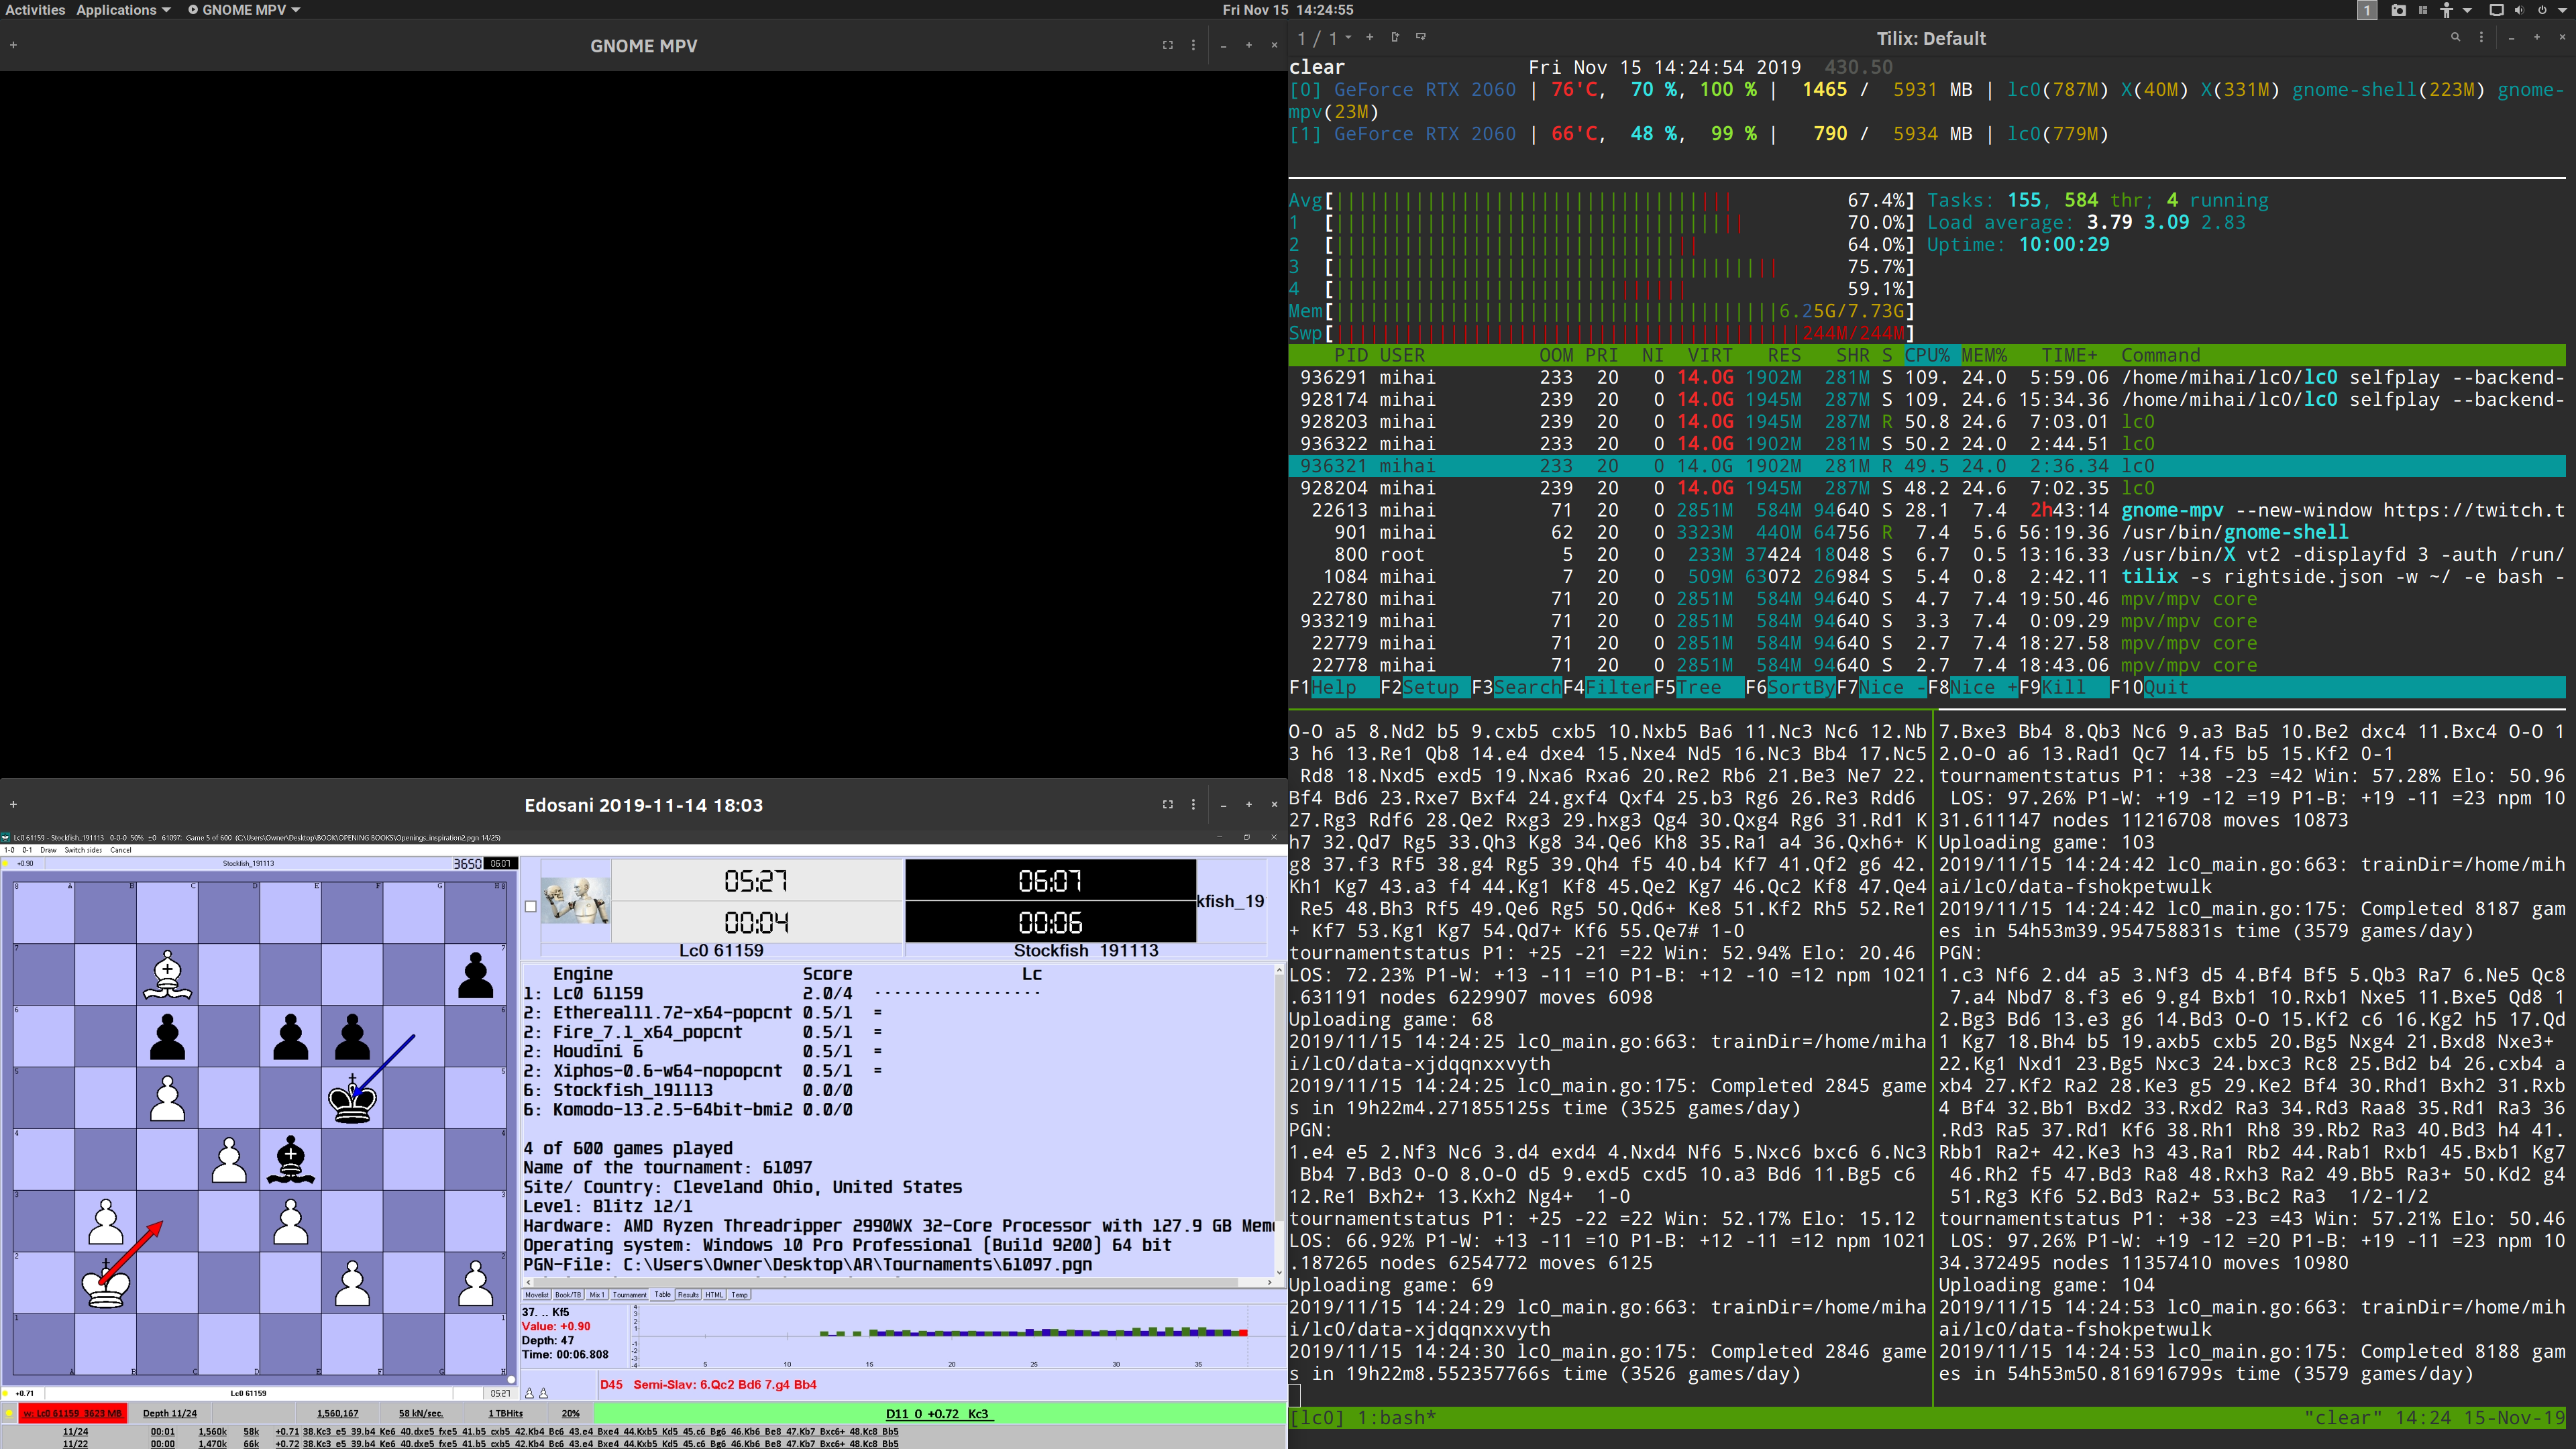 Activities Applications GNOME MPV Fri Nov 15 14:24:55 1
GNOME MPV
1 / 1 Tilix: Default
clear Fri Nov 15 14:24:54 2019 430.50
[0] GeForce RTX 2060 | 76'C, 70 %, 100 % | 1465 / 5931 MB | lc0(787M) X(40M) X(331M) gnome-shell(223M) gnome-
mpv(23M)
[1] GeForce RTX 2060 | 66'C, 48 %, 99 % | 790 / 5934 MB | lc0(779M)
Avg[ 67.4%] Tasks: 155, 584 thr; 4 running
1 [ 70.0%] Load average: 3.79 3.09 2.83
2 [ 64.0%] Uptime: 10:00:29
3 [ 75.7%]
4 [ 59.1%]
Mem[ 6.25G/7.73G]
Swp[ 244M/244M]
PID USER OOM PRI NI VIRT RES SHR S CPU% MEM% TIME+ Command
936291 mihai 233 20 0 14.0G 1902M 281M S 109. 24.0 5:59.06 /home/mihai/lc0/lc0 selfplay --backend-
928174 mihai 239 20 0 14.0G 1945M 287M S 109. 24.6 15:34.36 /home/mihai/lc0/lc0 selfplay --backend-
928203 mihai 239 20 0 14.0G 1945M 287M R 50.8 24.6 7:03.01 lc0
936322 mihai 233 20 0 14.0G 1902M 281M S 50.2 24.0 2:44.51 lc0
936321 mihai 233 20 0 14.0G 1902M 281M R 49.5 24.0 2:36.34 lc0
928204 mihai 239 20 0 14.0G 1945M 287M S 48.2 24.6 7:02.35 lc0
22613 mihai 71 20 0 2851M 584M 94640 S 28.1 7.4 2h43:14 gnome-mpv --new-window https://twitch.t
901 mihai 62 20 0 3323M 440M 64756 R 7.4 5.6 56:19.36 /usr/bin/gnome-shell
800 root 5 20 0 233M 37424 18048 S 6.7 0.5 13:16.33 /usr/bin/X vt2 -displayfd 3 -auth /run/
1084 mihai 7 20 0 509M 63072 26984 S 5.4 0.8 2:42.11 tilix -s rightside.json -w ~/ -e bash -
22780 mihai 71 20 0 2851M 584M 94640 S 4.7 7.4 19:50.46 mpv/mpv core
933219 mihai 71 20 0 2851M 584M 94640 S 3.3 7.4 0:09.29 mpv/mpv core
22779 mihai 71 20 0 2851M 584M 94640 S 2.7 7.4 18:27.58 mpv/mpv core
22778 mihai 71 20 0 2851M 584M 94640 S 2.7 7.4 18:43.06 mpv/mpv core
F1Help F2Setup F3SearchF4FilterF5Tree F6SortByF7Nice -F8Nice +F9Kill F10Quit
O-O a5 8.Nd2 b5 9.cxb5 cxb5 10.Nxb5 Ba6 11.Nc3 Nc6 12.Nb
3 h6 13.Re1 Qb8 14.e4 dxe4 15.Nxe4 Nd5 16.Nc3 Bb4 17.Nc5
Rd8 18.Nxd5 exd5 19.Nxa6 Rxa6 20.Re2 Rb6 21.Be3 Ne7 22.
Bf4 Bd6 23.Rxe7 Bxf4 24.gxf4 Qxf4 25.b3 Rg6 26.Re3 Rdd6
27.Rg3 Rdf6 28.Qe2 Rxg3 29.hxg3 Qg4 30.Qxg4 Rg6 31.Rd1 K
h7 32.Qd7 Rg5 33.Qh3 Kg8 34.Qe6 Kh8 35.Ra1 a4 36.Qxh6+ K
g8 37.f3 Rf5 38.g4 Rg5 39.Qh4 f5 40.b4 Kf7 41.Qf2 g6 42.
Kh1 Kg7 43.a3 f4 44.Kg1 Kf8 45.Qe2 Kg7 46.Qc2 Kf8 47.Qe4
Re5 48.Bh3 Rf5 49.Qe6 Rg5 50.Qd6+ Ke8 51.Kf2 Rh5 52.Re1
+ Kf7 53.Kg1 Kg7 54.Qd7+ Kf6 55.Qe7# 1-0
tournamentstatus P1: +25 -21 =22 Win: 52.94% Elo: 20.46
LOS: 72.23% P1-W: +13 -11 =10 P1-B: +12 -10 =12 npm 1021
.631191 nodes 6229907 moves 6098
Uploading game: 68
2019/11/15 14:24:25 lc0_main.go:663: trainDir=/home/miha
i/lc0/data-xjdqqnxxvyth
2019/11/15 14:24:25 lc0_main.go:175: Completed 2845 game
s in 19h22m4.271855125s time (3525 games/day)
PGN:
1.e4 e5 2.Nf3 Nc6 3.d4 exd4 4.Nxd4 Nf6 5.Nxc6 bxc6 6.Nc3
Bb4 7.Bd3 O-O 8.O-O d5 9.exd5 cxd5 10.a3 Bd6 11.Bg5 c6
12.Re1 Bxh2+ 13.Kxh2 Ng4+ 1-0
tournamentstatus P1: +25 -22 =22 Win: 52.17% Elo: 15.12
LOS: 66.92% P1-W: +13 -11 =10 P1-B: +12 -11 =12 npm 1021
.187265 nodes 6254772 moves 6125
Uploading game: 69
2019/11/15 14:24:29 lc0_main.go:663: trainDir=/home/miha
i/lc0/data-xjdqqnxxvyth
2019/11/15 14:24:30 lc0_main.go:175: Completed 2846 game
s in 19h22m8.552357766s time (3526 games/day)
7.Bxe3 Bb4 8.Qb3 Nc6 9.a3 Ba5 10.Be2 dxc4 11.Bxc4 O-O 1
2.O-O a6 13.Rad1 Qc7 14.f5 b5 15.Kf2 0-1
tournamentstatus P1: +38 -23 =42 Win: 57.28% Elo: 50.96
LOS: 97.26% P1-W: +19 -12 =19 P1-B: +19 -11 =23 npm 10
31.611147 nodes 11216708 moves 10873
Uploading game: 103
2019/11/15 14:24:42 lc0_main.go:663: trainDir=/home/mih
ai/lc0/data-fshokpetwulk
2019/11/15 14:24:42 lc0_main.go:175: Completed 8187 gam
es in 54h53m39.954758831s time (3579 games/day)
PGN:
1.c3 Nf6 2.d4 a5 3.Nf3 d5 4.Bf4 Bf5 5.Qb3 Ra7 6.Ne5 Qc8
7.a4 Nbd7 8.f3 e6 9.g4 Bxb1 10.Rxb1 Nxe5 11.Bxe5 Qd8 1
2.Bg3 Bd6 13.e3 g6 14.Bd3 O-O 15.Kf2 c6 16.Kg2 h5 17.Qd
1 Kg7 18.Bh4 b5 19.axb5 cxb5 20.Bg5 Nxg4 21.Bxd8 Nxe3+
22.Kg1 Nxd1 23.Bg5 Nxc3 24.bxc3 Rc8 25.Bd2 b4 26.cxb4 a
xb4 27.Kf2 Ra2 28.Ke3 g5 29.Ke2 Bf4 30.Rhd1 Bxh2 31.Rxb
4 Bf4 32.Bb1 Bxd2 33.Rxd2 Ra3 34.Rd3 Raa8 35.Rd1 Ra3 36
.Rd3 Ra5 37.Rd1 Kf6 38.Rh1 Rh8 39.Rb2 Ra3 40.Bd3 h4 41.
Rbb1 Ra2+ 42.Ke3 h3 43.Ra1 Rb2 44.Rab1 Rxb1 45.Bxb1 Kg7
46.Rh2 f5 47.Bd3 Ra8 48.Rxh3 Ra2 49.Bb5 Ra3+ 50.Kd2 g4
51.Rg3 Kf6 52.Bd3 Ra2+ 53.Bc2 Ra3 1/2-1/2
tournamentstatus P1: +38 -23 =43 Win: 57.21% Elo: 50.46
LOS: 97.26% P1-W: +19 -12 =20 P1-B: +19 -11 =23 npm 10
34.372495 nodes 11357410 moves 10980
Uploading game: 104
2019/11/15 14:24:53 lc0_main.go:663: trainDir=/home/mih
ai/lc0/data-fshokpetwulk
2019/11/15 14:24:53 lc0_main.go:175: Completed 8188 gam
es in 54h53m50.816916799s time (3579 games/day)
[lc0] 1:bash* "clear" 14:24 15-Nov-19
Edosani 2019-11-14 18:03
Lc0 61159 - Stockfish_191113 0-0-0 50% ±0 61097: Game 5 of 600 (C:\Users\Owner\Desktop\BOOK\OPENING BOOKS\Openings_inspiration2.pgn 14/25)
1-0 0-1 Draw Switch sides Cancel
+0.90 Stockfish_191113 3650 06:07
05:27 06:07
kfish_19
00:04 00:06
Lc0 61159 Stockfish 191113
Engine Score Lc
1: Lc0 61159 2.0/4 - - - - - - - - - - - - - - - - -
2: Ethereal11.72-x64-popcnt 0.5/1 =
2: Fire_7.1_x64_popcnt 0.5/1 =
2: Houdini 6 0.5/1 =
2: Xiphos-0.6-w64-nopopcnt 0.5/1 =
6: Stockfish_191113 0.0/0
6: Komodo-13.2.5-64bit-bmi2 0.0/0
4 of 600 games played
Name of the tournament: 61097
Site/ Country: Cleveland Ohio, United States
Level: Blitz 12/1
Hardware: AMD Ryzen Threadripper 2990WX 32-Core Processor with 127.9 GB Mem
Operating system: Windows 10 Pro Professional (Build 9200) 64 bit
PGN-File: C:\Users\Owner\Desktop\AR\Tournaments\61097.pgn
Movelist Book/TB Mix 1 Tournament Table Results HTML Temp
37. .. Kf5
Value: +0.90
Depth: 47
Time: 00:06.808
5 10 15 20 25 30 35
D45 Semi-Slav: 6.Qc2 Bd6 7.g4 Bb4
+0.71 Lc0 61159 05:27
w: Lc0 61159 3623 MB Depth 11/24 1,560,167 58 kN/sec. 1 TBHits 20% D11 0 +0.72 Kc3
11/24 00:01 1,560k 58k +0.71 38.Kc3 e5 39.b4 Ke6 40.dxe5 fxe5 41.b5 cxb5 42.Kb4 Bc6 43.e4 Bxe4 44.Kxb5 Kd5 45.c6 Bg6 46.Kb6 Be8 47.Kb7 Bxc6+ 48.Kc8 Bb5
11/22 00:00 1,470k 66k +0.72 38.Kc3 e5 39.b4 Ke6 40.dxe5 fxe5 41.b5 cxb5 42.Kb4 Bc6 43.e4 Bxe4 44.Kxb5 Kd5 45.c6 Bg6 46.Kb6 Be8 47.Kb7 Bxc6+ 48.Kc8 Bb5